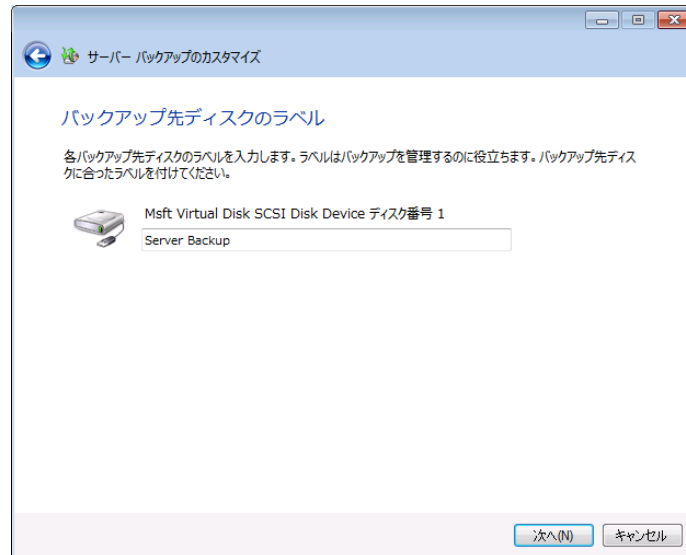 サーバー バックアップのカスタマイズ
バックアップ先ディスクのラベル
各バックアップ先ディスクのラベルを入力します。ラベルはバックアップを管理するのに役立ちます。バックアップ先ディス
クに合ったラベルを付けてください。
Msft Virtual Disk SCSI Disk Device ディスク番号 1
Server Backup
次へ(N)
キャンセル